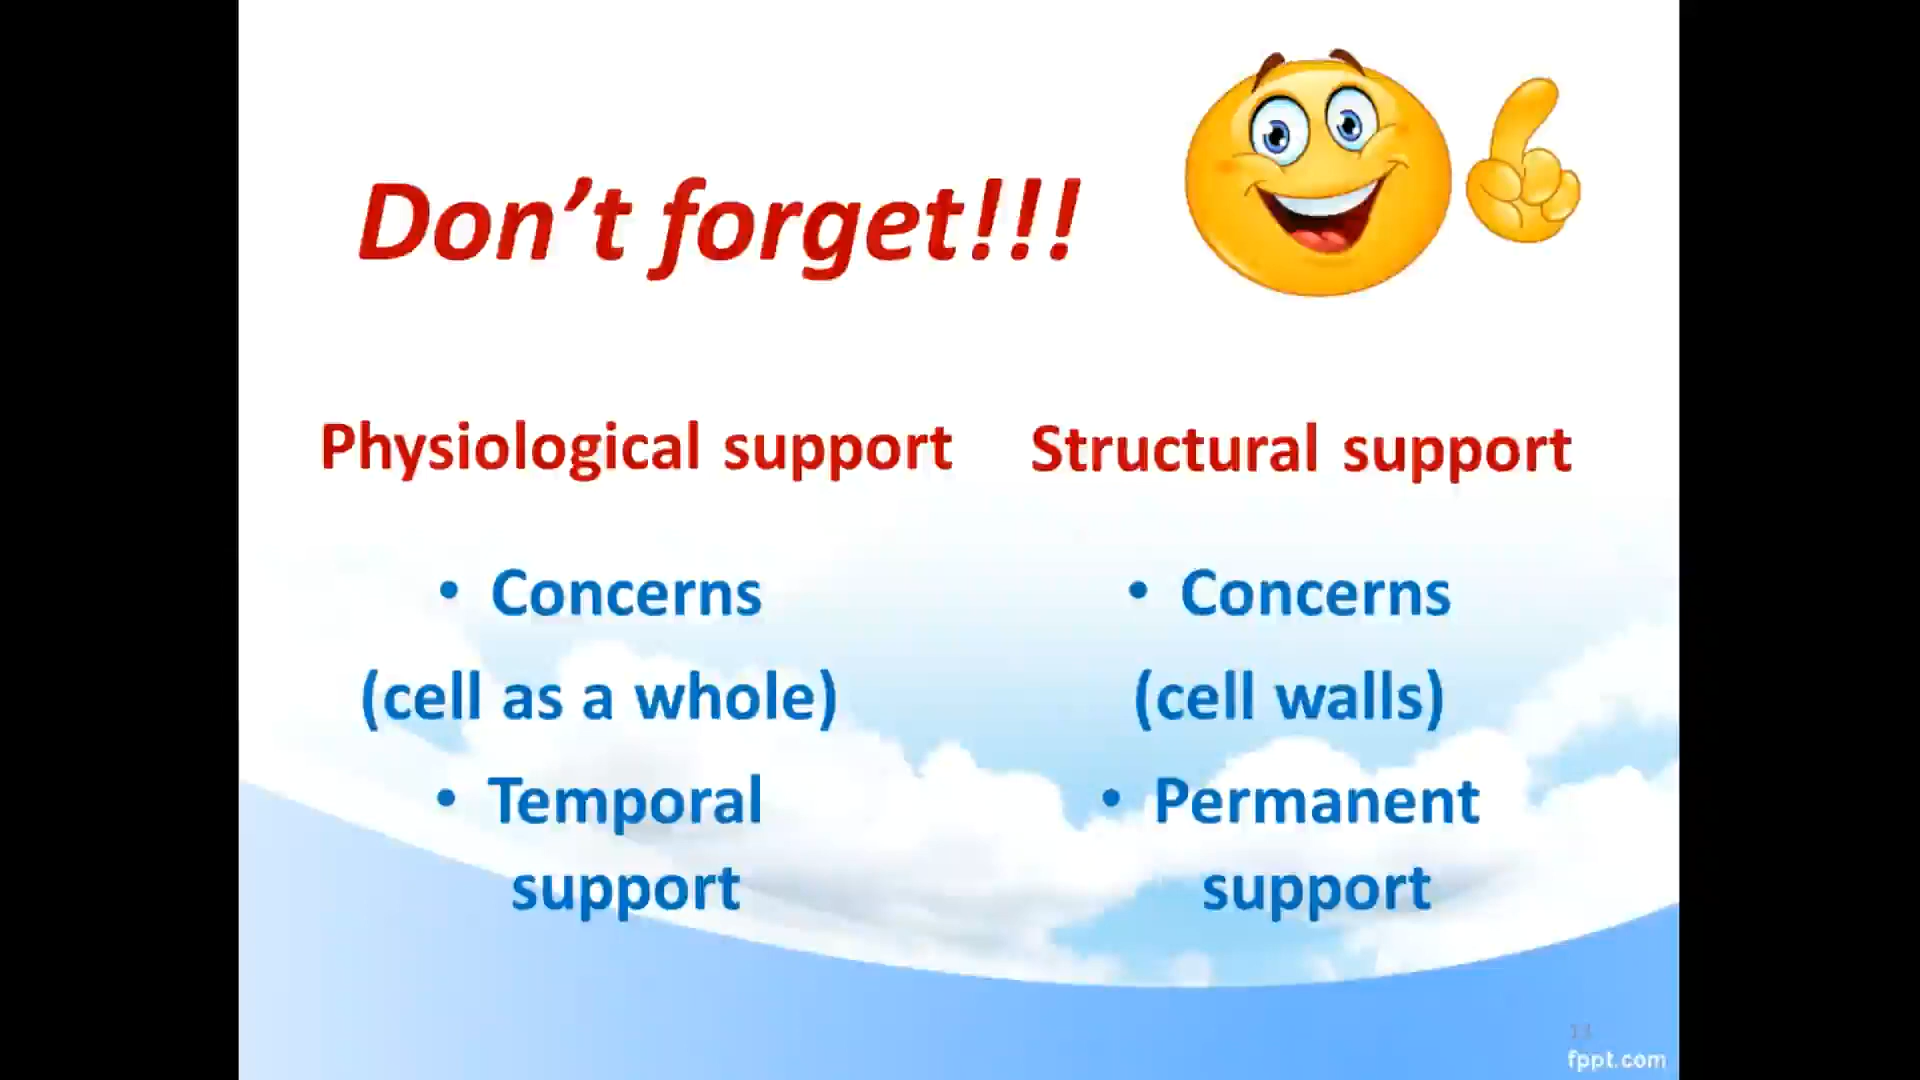 Don’t forget!!!
Physiological support
• Concerns
(cell as a whole)
• Temporal
support
Structural support
• Concerns
(cell walls)
• Permanent
support
fppt.com